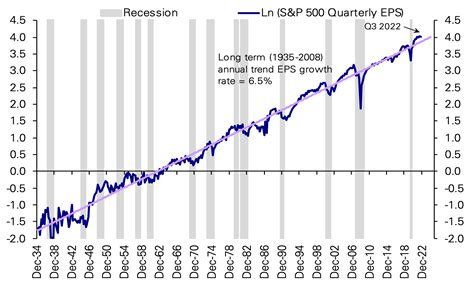 Recession
Ln (S&P 500 Quarterly EPS)
4.5
4.0
3.5
3.0
2.5
2.0
1.5
1.0
0.5
0.0
-0.5
-1.0
-1.5
-2.0
Q3 2022
Long term (1935-2008)
annual trend EPS growth
rate = 6.5%
4.5
4.0
3.5
3.0
2.5
2.0
1.5
1.0
0.5
0.0
-0.5
-1.0
-1.5
-2.0
Dec-34
Dec-38
Dec-42
Dec-46
Dec-50
Dec-54
Dec-58
Dec-62
Dec-66
Dec-70
Dec-74
Dec-78
Dec-82
Dec-86
Dec-90
Dec-94
Dec-98
Dec-02
Dec-06
Dec-10
Dec-14
Dec-18
Dec-22